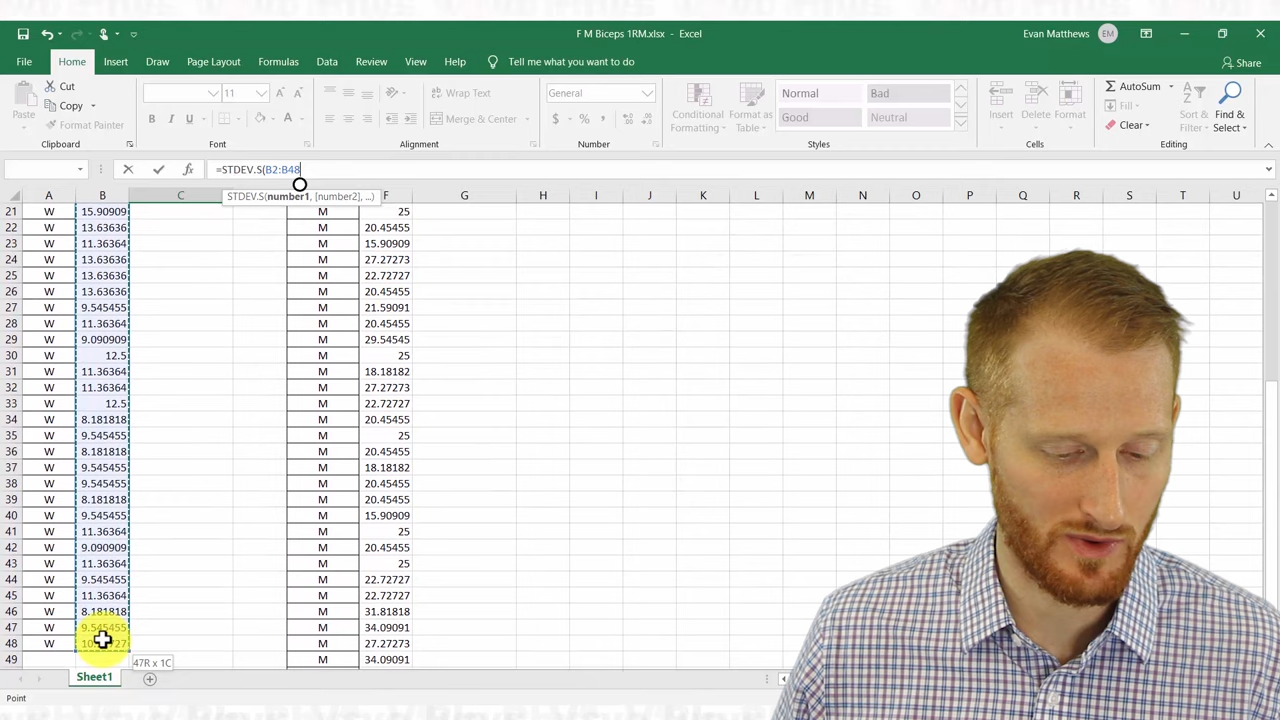 F M Biceps 1RM.xlsx - Excel
Evan Matthews EM
File Home Insert Draw Page Layout Formulas Data Review View Help Tell me what you want to do Share
Cut
Copy
Format Painter
Paste
Clipboard
11
Font
Wrap Text
Merge & Center
Alignment
General
Number
Conditional Formatting
Format as Table
Normal Bad
Good Neutral
Styles
Insert Delete Format
Cells
AutoSum
Fill
Clear
Sort & Filter
Find & Select
Editing
=STDEV.S(B2:B48
STDEV.S(number1, [number2], ...)
A B C F G H I J K L M N O P Q R S T U
21 W 15.90909 M 25
22 W 13.63636 M 20.45455
23 W 11.36364 M 15.90909
24 W 13.63636 M 27.27273
25 W 13.63636 M 22.72727
26 W 13.63636 M 20.45455
27 W 9.545455 M 21.59091
28 W 11.36364 M 20.45455
29 W 9.090909 M 29.54545
30 W 12.5 M 25
31 W 11.36364 M 18.18182
32 W 11.36364 M 27.27273
33 W 12.5 M 22.72727
34 W 8.181818 M 20.45455
35 W 9.545455 M 25
36 W 8.181818 M 20.45455
37 W 9.545455 M 18.18182
38 W 9.545455 M 20.45455
39 W 8.181818 M 20.45455
40 W 9.545455 M 15.90909
41 W 11.36364 M 25
42 W 9.090909 M 20.45455
43 W 11.36364 M 25
44 W 9.545455 M 22.72727
45 W 11.36364 M 22.72727
46 W 8.181818 M 31.81818
47 W 9.545455 M 34.09091
48 W M 27.27273
49 M 34.09091
47R x 1C
Sheet1
Point